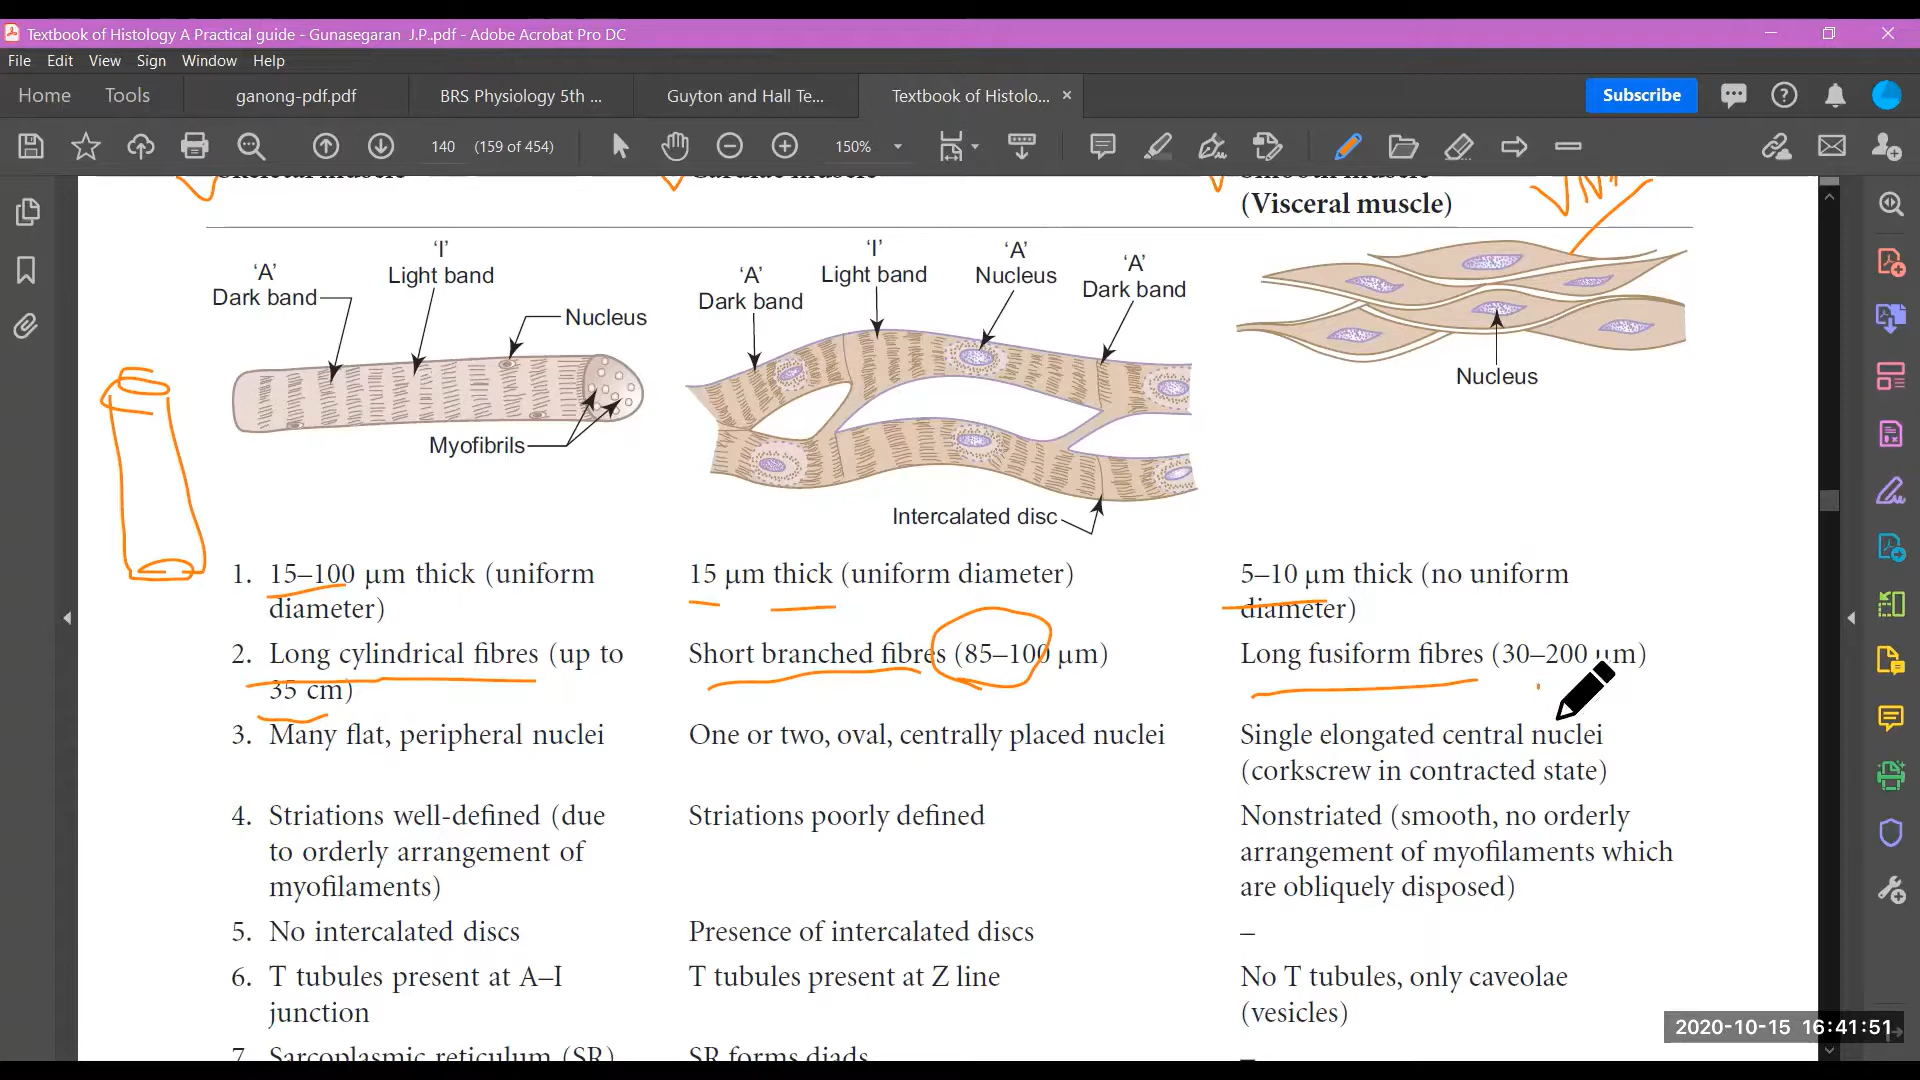 Textbook of Histology A Practical guide - Gunasegaran J.P..pdf - Adobe Acrobat Pro DC
File Edit View Sign Window Help
Home Tools ganong-pdf.pdf BRS Physiology 5th ... Guyton and Hall Te... Textbook of Histolo... × Subscribe
140 (159 of 454) 150%
(Visceral muscle)
'A'
Dark band
'I'
Light band
Nucleus
Myofibrils
'A'
Dark band
'I'
Light band
'A'
Nucleus
'A'
Dark band
Intercalated disc
Nucleus
1. 15–100 μm thick (uniform
diameter)
15 μm thick (uniform diameter)
5–10 μm thick (no uniform
diameter)
2. Long cylindrical fibres (up to
35 cm)
Short branched fibres (85–100 μm)
Long fusiform fibres (30–200 μm)
3. Many flat, peripheral nuclei
One or two, oval, centrally placed nuclei
Single elongated central nuclei
(corkscrew in contracted state)
4. Striations well-defined (due
to orderly arrangement of
myofilaments)
Striations poorly defined
Nonstriated (smooth, no orderly
arrangement of myofilaments which
are obliquely disposed)
5. No intercalated discs
Presence of intercalated discs
–
6. T tubules present at A–I
junction
T tubules present at Z line
No T tubules, only caveolae
(vesicles)
7. Sarcoplasmic reticulum (SR)
SR forms diads
–
2020-10-15 16:41:51